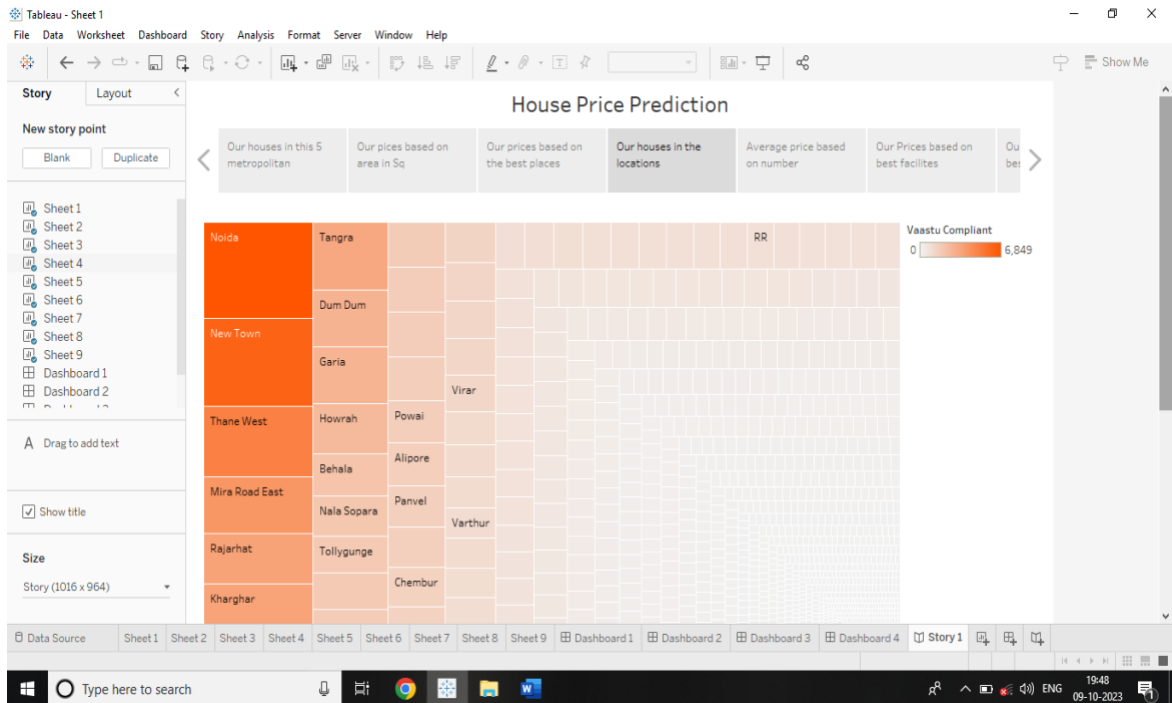 Tableau - Sheet 1
File Data Worksheet Dashboard Story Analysis Format Server Window Help
Show Me
Story Layout
New story point
Blank Duplicate
Sheet 1
Sheet 2
Sheet 3
Sheet 4
Sheet 5
Sheet 6
Sheet 7
Sheet 8
Sheet 9
Dashboard 1
Dashboard 2
A Drag to add text
Show title
Size
Story (1016 x 964)
House Price Prediction
Our houses in this 5
metropolitan
Our pices based on
area in Sq
Our prices based on
the best places
Our houses in the
locations
Average price based
on number
Our Prices based on
best facilites
Ou
bes
Noida
New Town
Thane West
Mira Road East
Rajarhat
Kharghar
Tangra
Dum Dum
Garia
Howrah
Behala
Nala Sopara
Tollygunge
Powai
Alipore
Panvel
Chembur
Virar
Varthur
RR
Vaastu Compliant
0 6,849
Data Source Sheet 1 Sheet 2 Sheet 3 Sheet 4 Sheet 5 Sheet 6 Sheet 7 Sheet 8 Sheet 9 Dashboard 1 Dashboard 2 Dashboard 3 Dashboard 4 Story 1
Type here to search
ENG
19:48
09-10-2023